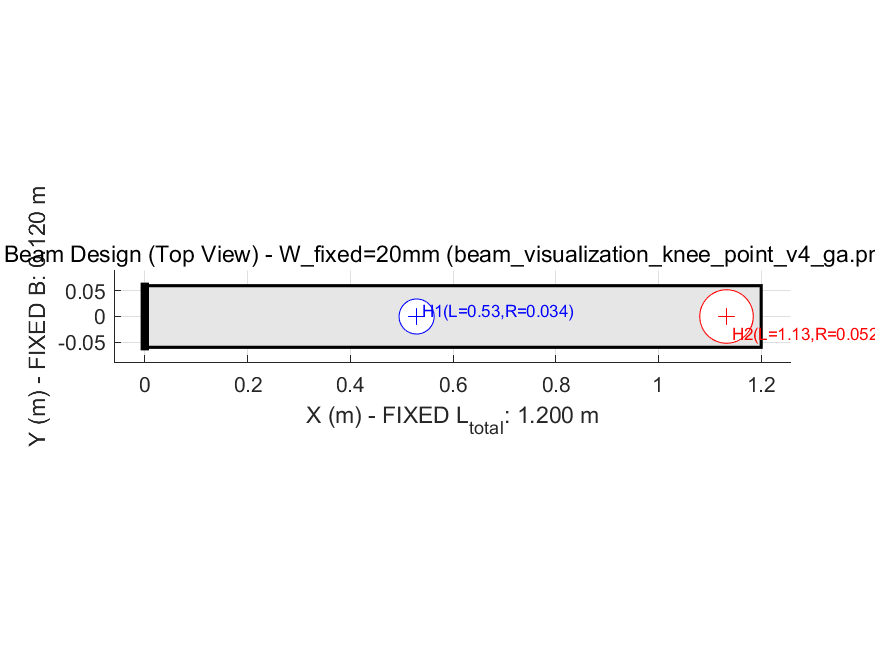 Beam Design (Top View) - W_fixed=20mm (beam_visualization_knee_point_v4_ga.pr
Y (m) - FIXED B: 0.120 m
0.05
0
-0.05
H1(L=0.53,R=0.034)
H2(L=1.13,R=0.052
0 0.2 0.4 0.6 0.8 1 1.2
X (m) - FIXED Ltotal: 1.200 m